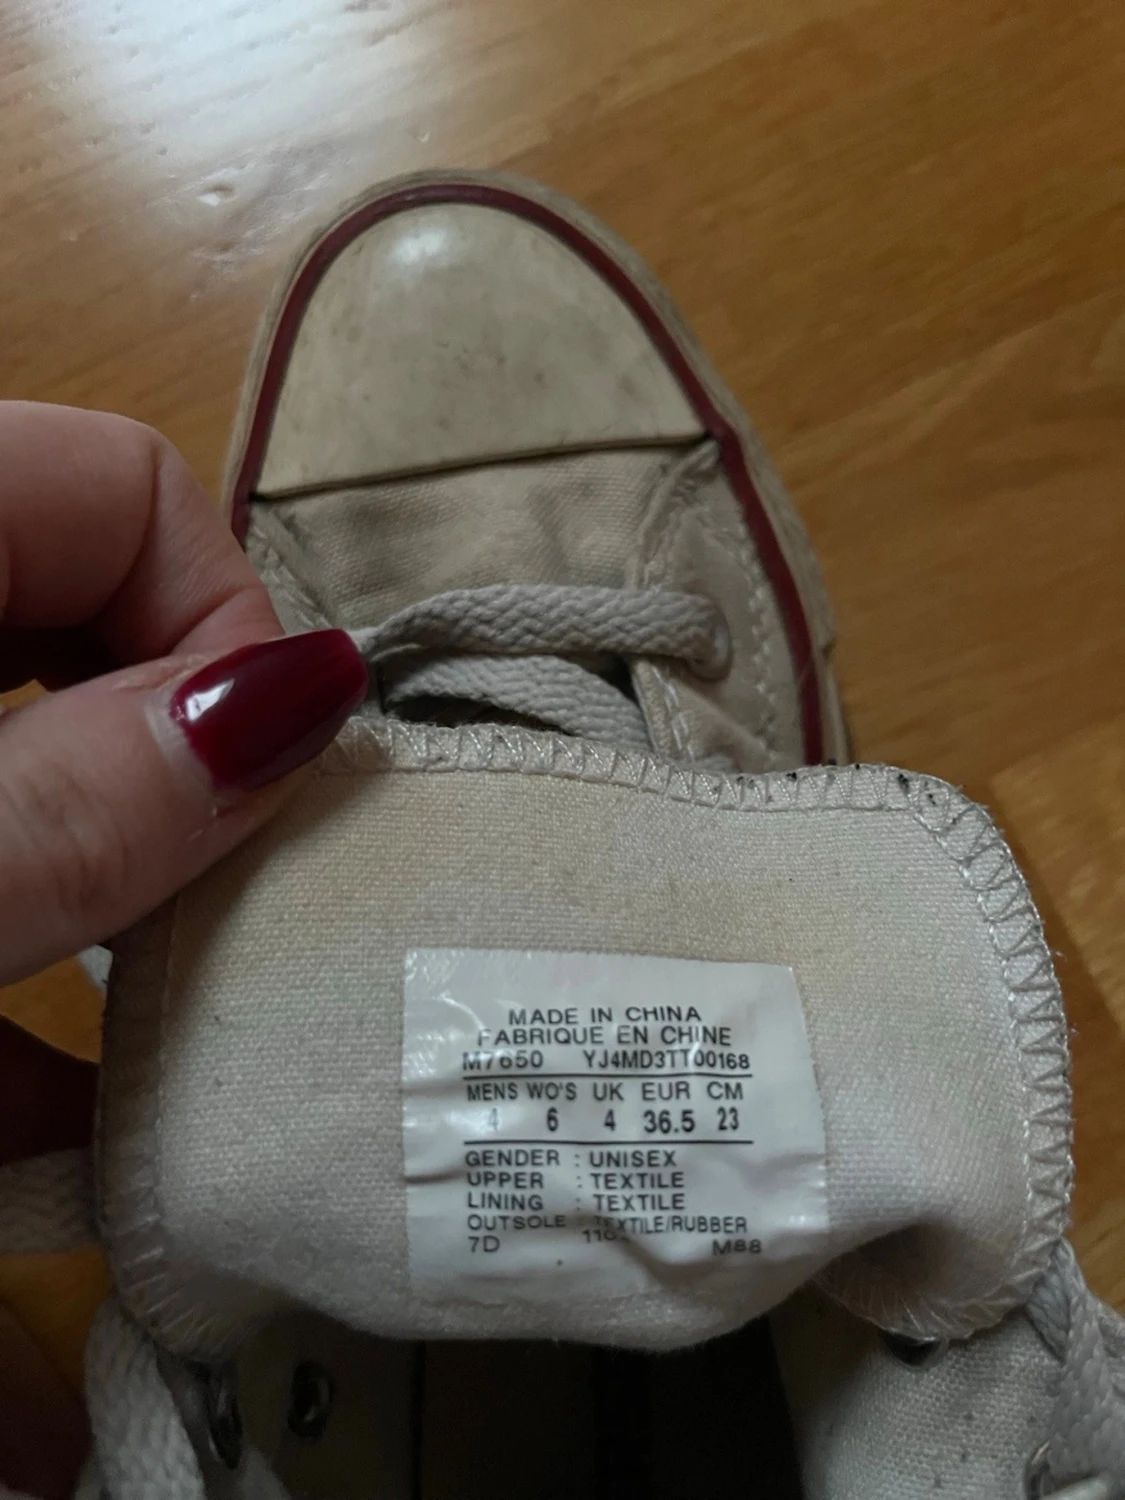 MADE IN CHINA
FABRIQUE EN CHINE
M7650 YJ4MD3TT00168
MENS WO'S UK EUR CM
4 6 4 36.5 23
GENDER : UNISEX
UPPER : TEXTILE
LINING : TEXTILE
OUTSOLE : TEXTILE/RUBBER
7D M88